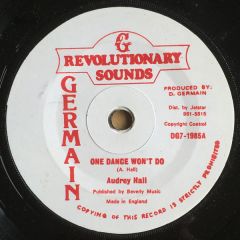 G
REVOLUTIONARY
SOUNDS
GERMAIN
PRODUCED BY:
D. GERMAIN
Dist. by Jetstar
961-5818
Copyright Control
DG7-1985A
ONE DANCE WON'T DO
(A. Hall)
Audrey Hall
Published by Beverly Music
Made in England
COPYING OF THIS RECORD IS STRICTLY PROHIBITED